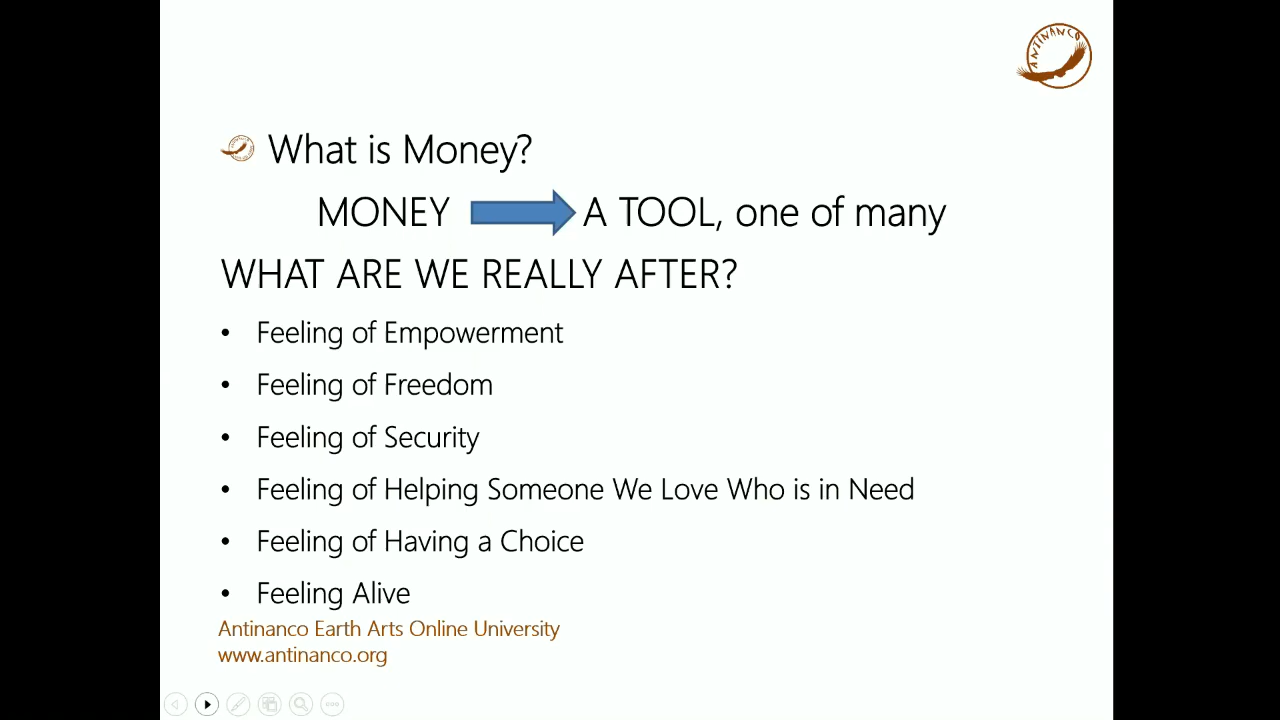 ANTINANCO
What is Money?
MONEY A TOOL, one of many
WHAT ARE WE REALLY AFTER?
• Feeling of Empowerment
• Feeling of Freedom
• Feeling of Security
• Feeling of Helping Someone We Love Who is in Need
• Feeling of Having a Choice
• Feeling Alive
Antinanco Earth Arts Online University
www.antinanco.org